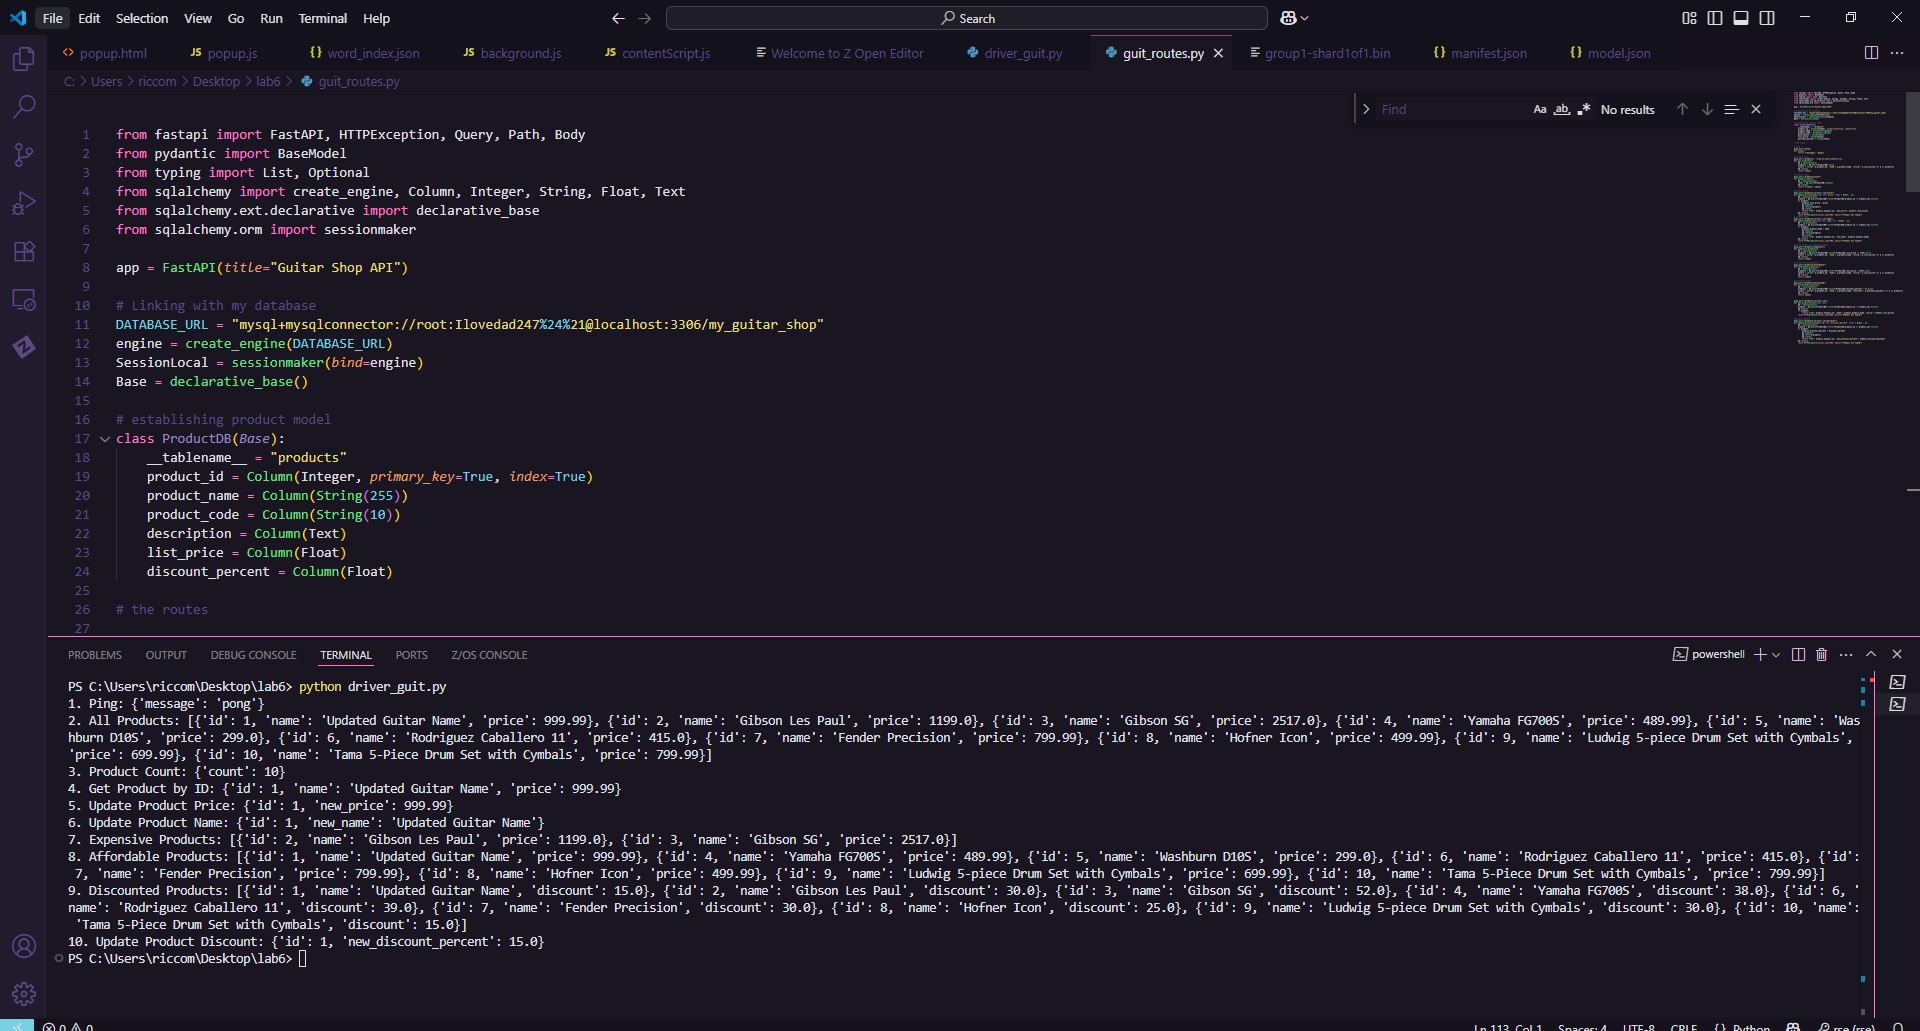 File Edit Selection View Go Run Terminal Help
Search
popup.html popup.js word_index.json background.js contentScript.js Welcome to Z Open Editor driver_guit.py guit_routes.py group1-shard1of1.bin manifest.json model.json
C: > Users > riccom > Desktop > lab6 > guit_routes.py
Find Aa ab .* No results
1 from fastapi import FastAPI, HTTPException, Query, Path, Body
2 from pydantic import BaseModel
3 from typing import List, Optional
4 from sqlalchemy import create_engine, Column, Integer, String, Float, Text
5 from sqlalchemy.ext.declarative import declarative_base
6 from sqlalchemy.orm import sessionmaker
7
8 app = FastAPI(title="Guitar Shop API")
9
10 # Linking with my database
11 DATABASE_URL = "mysql+mysqlconnector://root:Ilovedad247%24%21@localhost:3306/my_guitar_shop"
12 engine = create_engine(DATABASE_URL)
13 SessionLocal = sessionmaker(bind=engine)
14 Base = declarative_base()
15
16 # establishing product model
17 class ProductDB(Base):
18 __tablename__ = "products"
19 product_id = Column(Integer, primary_key=True, index=True)
20 product_name = Column(String(255))
21 product_code = Column(String(10))
22 description = Column(Text)
23 list_price = Column(Float)
24 discount_percent = Column(Float)
25
26 # the routes
27
PROBLEMS OUTPUT DEBUG CONSOLE TERMINAL PORTS Z/OS CONSOLE
powershell
PS C:\Users\riccom\Desktop\lab6> python driver_guit.py
1. Ping: {'message': 'pong'}
2. All Products: [{'id': 1, 'name': 'Updated Guitar Name', 'price': 999.99}, {'id': 2, 'name': 'Gibson Les Paul', 'price': 1199.0}, {'id': 3, 'name': 'Gibson SG', 'price': 2517.0}, {'id': 4, 'name': 'Yamaha FG700S', 'price': 489.99}, {'id': 5, 'name': 'Was
hburn D10S', 'price': 299.0}, {'id': 6, 'name': 'Rodriguez Caballero 11', 'price': 415.0}, {'id': 7, 'name': 'Fender Precision', 'price': 799.99}, {'id': 8, 'name': 'Hofner Icon', 'price': 499.99}, {'id': 9, 'name': 'Ludwig 5-piece Drum Set with Cymbals',
'price': 699.99}, {'id': 10, 'name': 'Tama 5-Piece Drum Set with Cymbals', 'price': 799.99}]
3. Product Count: {'count': 10}
4. Get Product by ID: {'id': 1, 'name': 'Updated Guitar Name', 'price': 999.99}
5. Update Product Price: {'id': 1, 'new_price': 999.99}
6. Update Product Name: {'id': 1, 'new_name': 'Updated Guitar Name'}
7. Expensive Products: [{'id': 2, 'name': 'Gibson Les Paul', 'price': 1199.0}, {'id': 3, 'name': 'Gibson SG', 'price': 2517.0}]
8. Affordable Products: [{'id': 1, 'name': 'Updated Guitar Name', 'price': 999.99}, {'id': 4, 'name': 'Yamaha FG700S', 'price': 489.99}, {'id': 5, 'name': 'Washburn D10S', 'price': 299.0}, {'id': 6, 'name': 'Rodriguez Caballero 11', 'price': 415.0}, {'id':
7, 'name': 'Fender Precision', 'price': 799.99}, {'id': 8, 'name': 'Hofner Icon', 'price': 499.99}, {'id': 9, 'name': 'Ludwig 5-piece Drum Set with Cymbals', 'price': 699.99}, {'id': 10, 'name': 'Tama 5-Piece Drum Set with Cymbals', 'price': 799.99}]
9. Discounted Products: [{'id': 1, 'name': 'Updated Guitar Name', 'discount': 15.0}, {'id': 2, 'name': 'Gibson Les Paul', 'discount': 30.0}, {'id': 3, 'name': 'Gibson SG', 'discount': 52.0}, {'id': 4, 'name': 'Yamaha FG700S', 'discount': 38.0}, {'id': 6, '
name': 'Rodriguez Caballero 11', 'discount': 39.0}, {'id': 7, 'name': 'Fender Precision', 'discount': 30.0}, {'id': 8, 'name': 'Hofner Icon', 'discount': 25.0}, {'id': 9, 'name': 'Ludwig 5-piece Drum Set with Cymbals', 'discount': 30.0}, {'id': 10, 'name':
'Tama 5-Piece Drum Set with Cymbals', 'discount': 15.0}]
10. Update Product Discount: {'id': 1, 'new_discount_percent': 15.0}
PS C:\Users\riccom\Desktop\lab6>
0 0 Ln 113, Col 1 Spaces: 4 UTF-8 CRLF {} Python rse (rse)